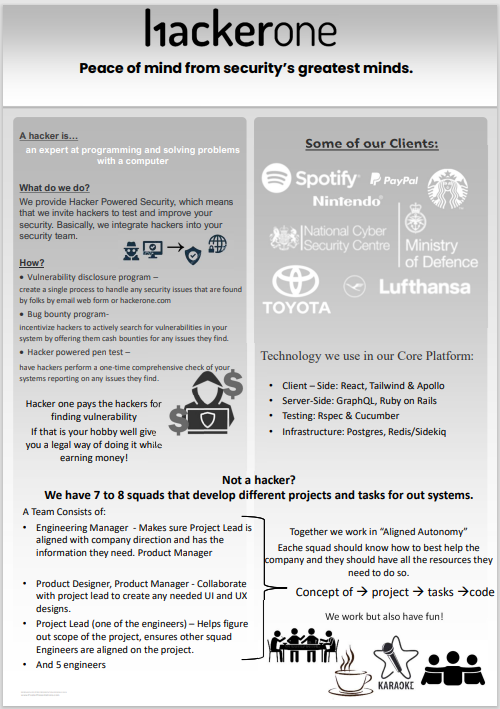 hackerone
Peace of mind from security's greatest minds.
A hacker is...
an expert at programming and solving problems
with a computer
What do we do?
We provide Hacker Powered Security, which means
that we invite hackers to test and improve your
security. Basically, we integrate hackers into your
security team.
How?
• Vulnerability disclosure program –
create a single process to handle any security issues that are found
by folks by email web form or hackerone.com
• Bug bounty program-
incentivize hackers to actively search for vulnerabilities in your
system by offering them cash bounties for any issues they find.
• Hacker powered pen test –
have hackers perform a one-time comprehensive check of your
systems reporting on any issues they find.
Hacker one pays the hackers for
finding vulnerability
If that is your hobby well give
you a legal way of doing it while
earning money!
Some of our Clients:
Spotify
PayPal
Nintendo
National Cyber
Security Centre
Ministry
of Defence
TOYOTA
Lufthansa
Technology we use in our Core Platform:
• Client – Side: React, Tailwind & Apollo
• Server-Side: GraphQL, Ruby on Rails
• Testing: Rspec & Cucumber
• Infrastructure: Postgres, Redis/Sidekiq
Not a hacker?
We have 7 to 8 squads that develop different projects and tasks for out systems.
A Team Consists of:
• Engineering Manager - Makes sure Project Lead is
aligned with company direction and has the
information they need. Product Manager
• Product Designer, Product Manager - Collaborate
with project lead to create any needed UI and UX
designs.
• Project Lead (one of the engineers) – Helps figure
out scope of the project, ensures other squad
Engineers are aligned on the project.
• And 5 engineers
Together we work in "Aligned Autonomy"
Eache squad should know how to best help the
company and they should have all the resources they
need to do so.
Concept of → project → tasks →code
We work but also have fun!
KARAOKE